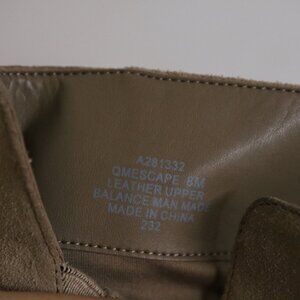 A281332
QMESCAPE 8M
LEATHER UPPER
BALANCE MAN MADE
MADE IN CHINA
232